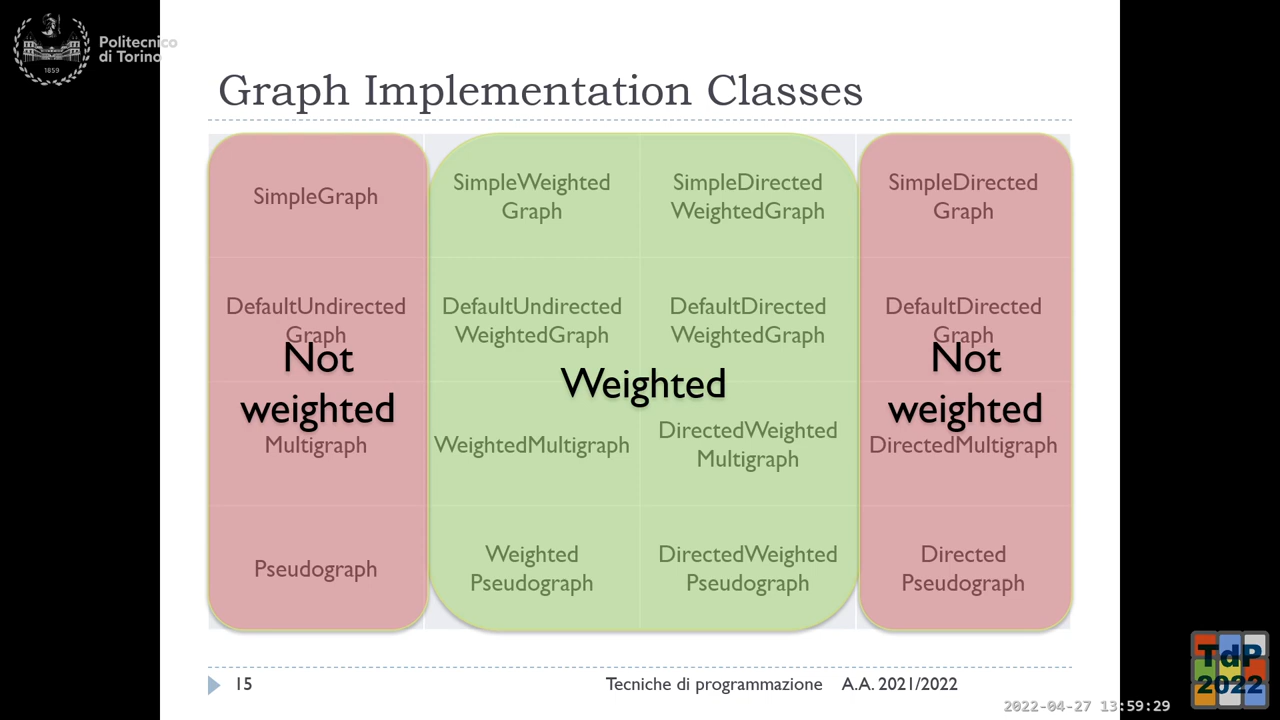 Politecnico
di Torino
1859
Graph Implementation Classes
SimpleGraph
SimpleWeighted
Graph
SimpleDirected
WeightedGraph
SimpleDirected
Graph
DefaultUndirected
Graph
DefaultUndirected
WeightedGraph
DefaultDirected
WeightedGraph
DefaultDirected
Graph
Not
weighted
Weighted
Not
weighted
Multigraph
WeightedMultigraph
DirectedWeighted
Multigraph
DirectedMultigraph
Pseudograph
Weighted
Pseudograph
DirectedWeighted
Pseudograph
Directed
Pseudograph
15
Tecniche di programmazione A.A. 2021/2022
2022-04-27 13:59:29
TdP
2022